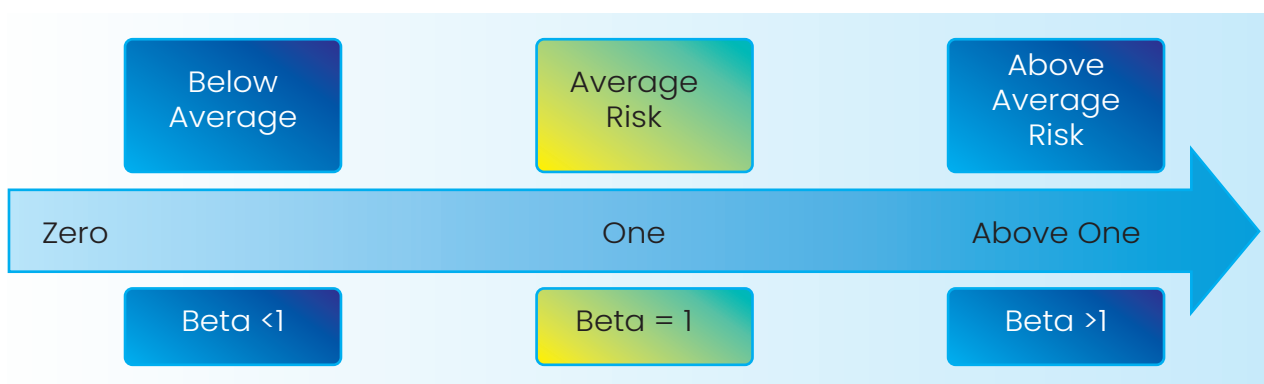 Below
Average
Average
Risk
Above
Average
Risk
Zero
One
Above One
Beta <1
Beta = 1
Beta >1